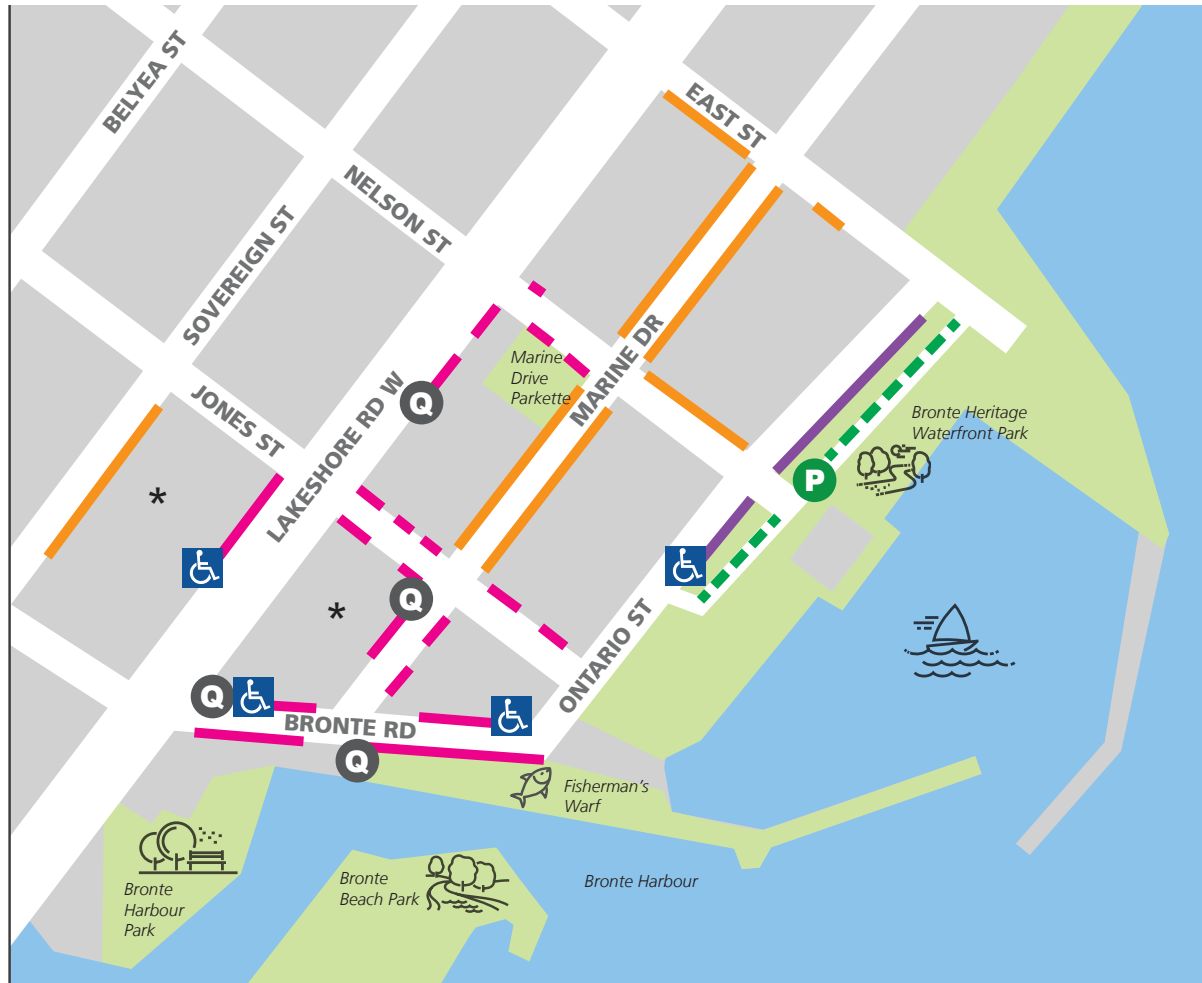 BELYEA ST
EAST ST
NELSON ST
SOVEREIGN ST
MARINE DR
Marine
Drive
Parkette
LAKESHORE RD W
Q
JONES ST
Bronte Heritage
Waterfront Park
P
*
*
Q
ONTARIO ST
Q
BRONTE RD
Q
Fisherman's
Warf
Bronte
Harbour
Park
Bronte
Beach Park
Bronte Harbour